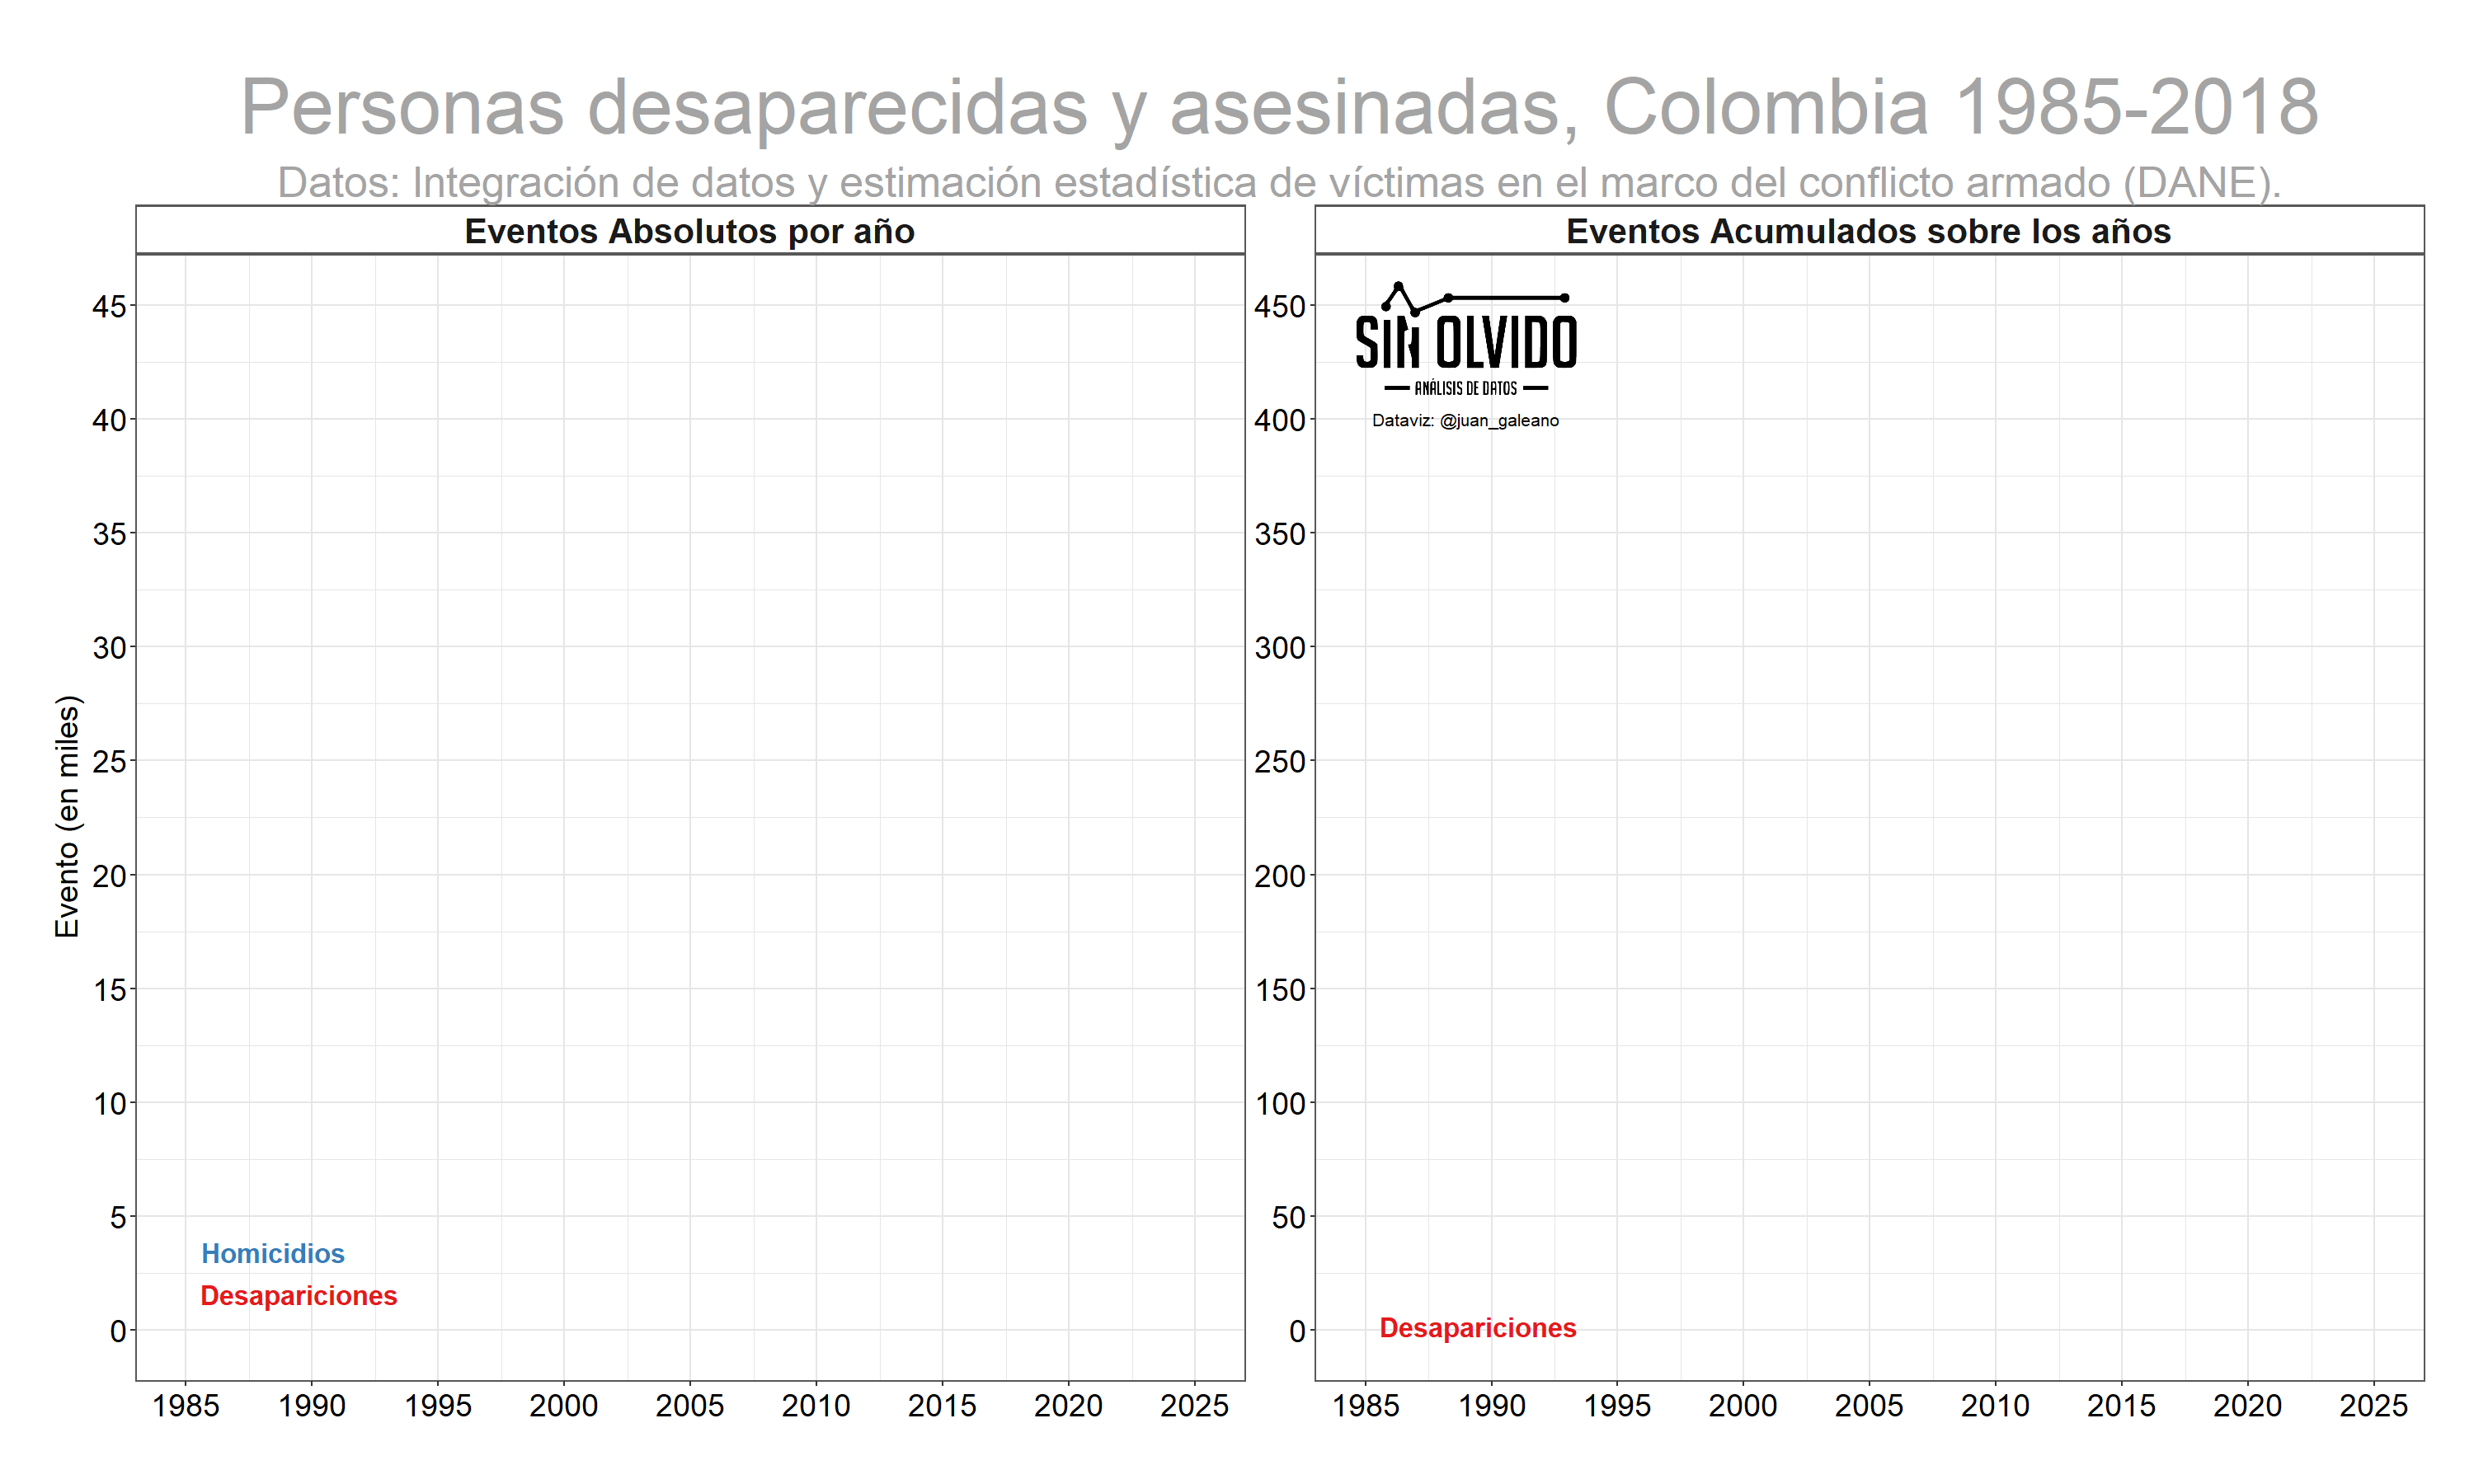 Personas desaparecidas y asesinadas, Colombia 1985-2018
Datos: Integración de datos y estimación estadística de víctimas en el marco del conflicto armado (DANE).
Eventos Absolutos por año
Evento (en miles)
45
40
35
30
25
20
15
10
5
0
Homicidios
Desapariciones
1985 1990 1995 2000 2005 2010 2015 2020 2025
Eventos Acumulados sobre los años
450
400
350
300
250
200
150
100
50
0
SIN OLVIDO
ANÁLISIS DE DATOS
Dataviz: @juan_galeano
Desapariciones
1985 1990 1995 2000 2005 2010 2015 2020 2025